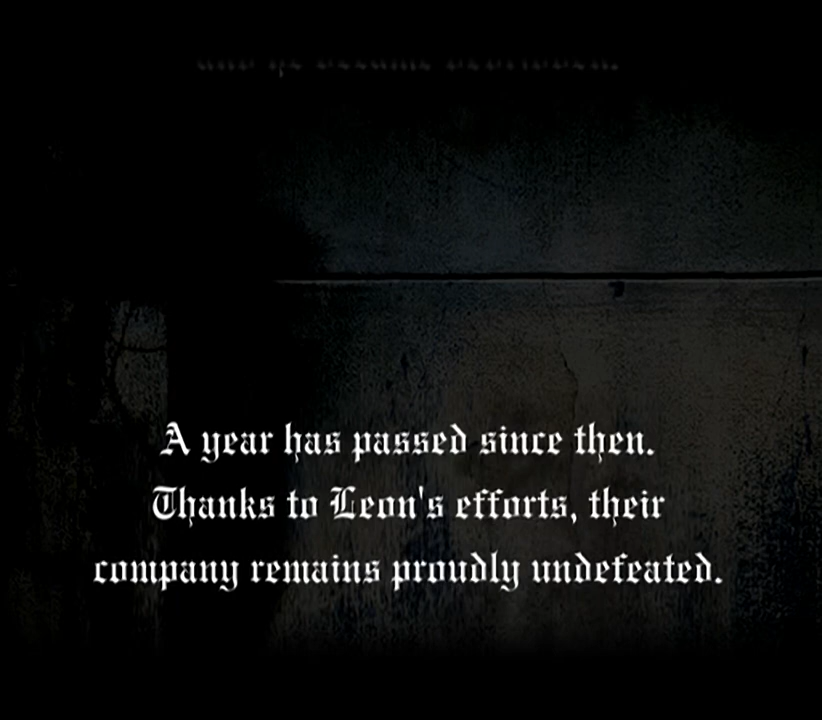 A year has passed since then.
Thanks to Leon's efforts, their
company remains proudly undefeated.